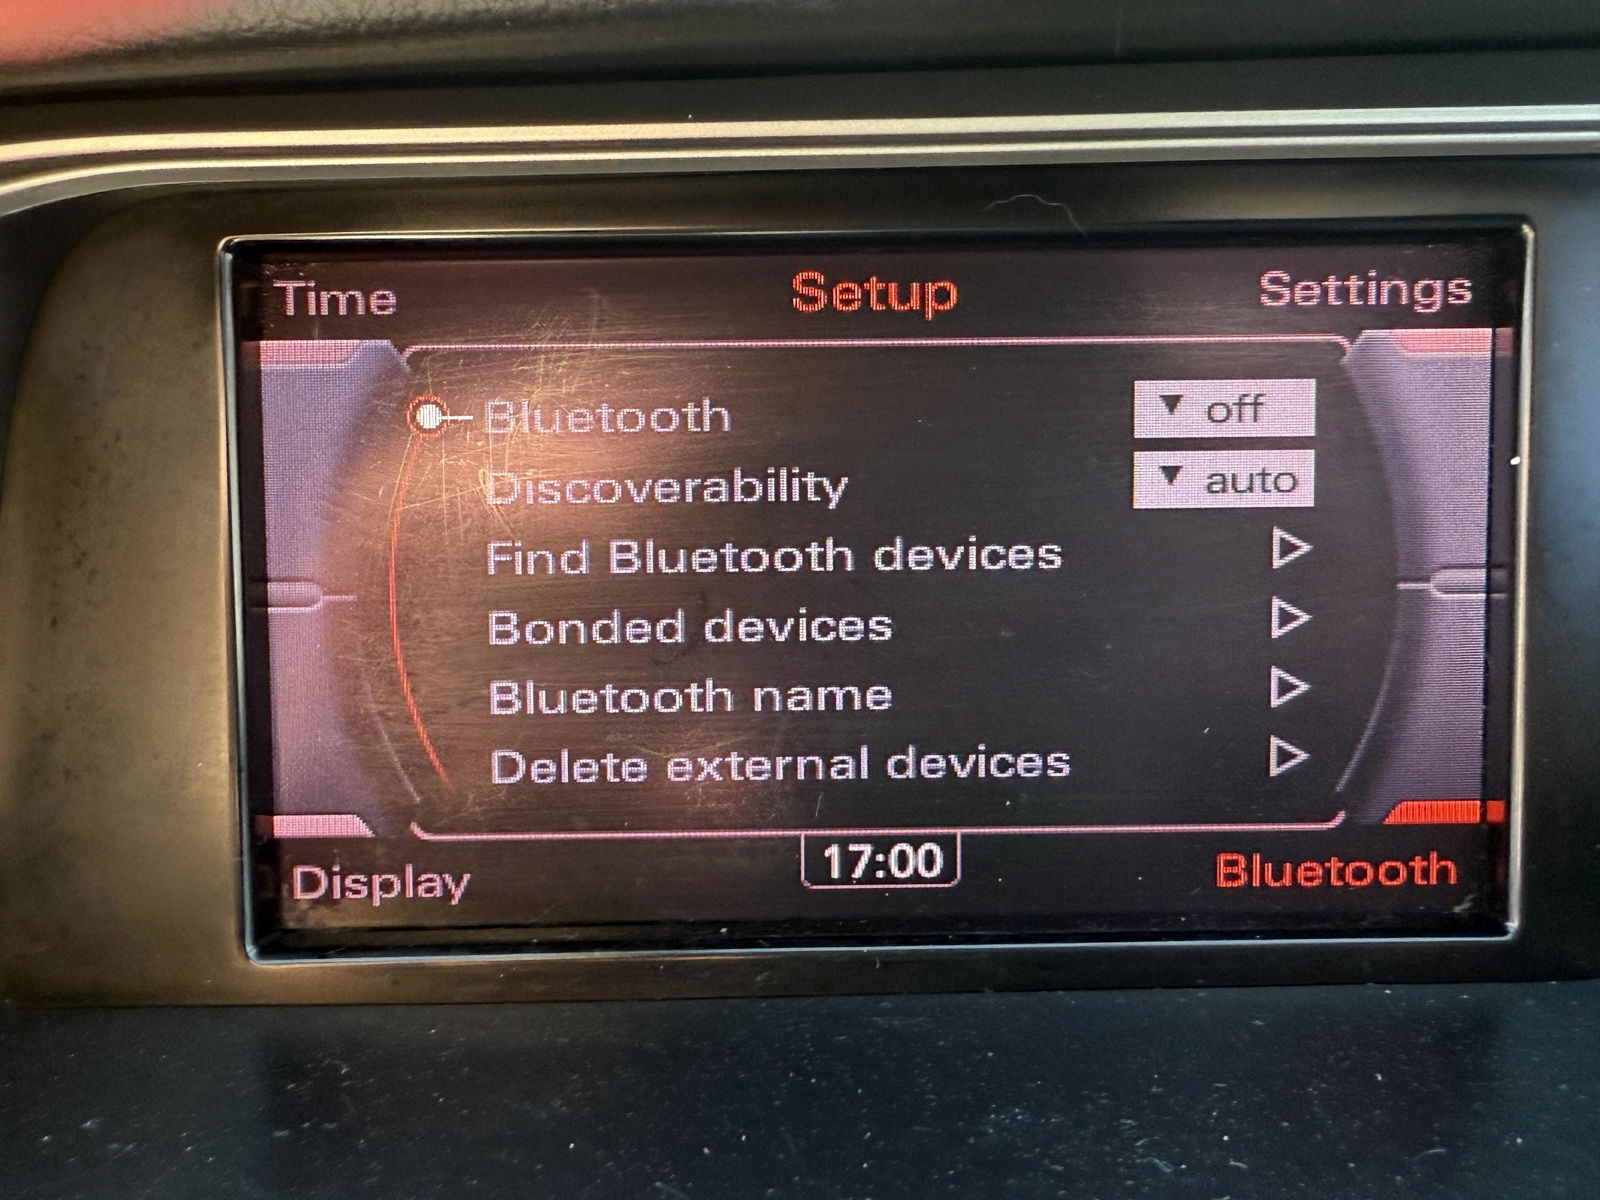 Time Setup Settings
Bluetooth off
Discoverability auto
Find Bluetooth devices
Bonded devices
Bluetooth name
Delete external devices
Display 17:00 Bluetooth